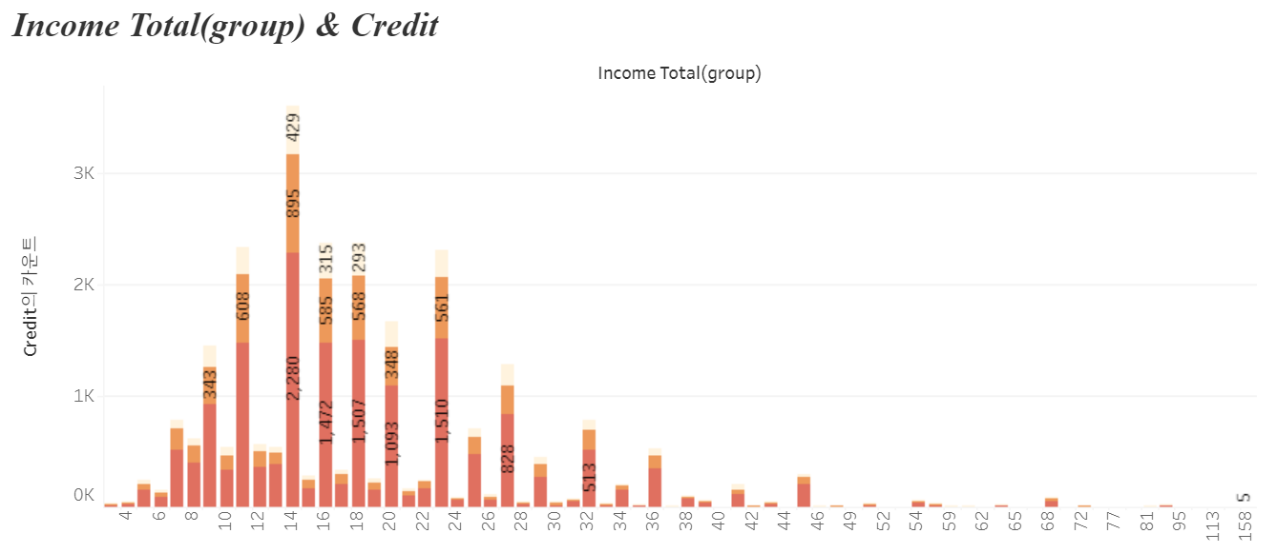 Income Total(group) & Credit
Income Total(group)
Credit의 카운트
3K
2K
1K
0K
343
608
429
895
2,280
315
585
1,472
293
568
1,507
348
1,093
561
1,510
828
513
5
4 6 8 10 12 14 16 18 20 22 24 26 28 30 32 34 36 38 40 42 44 46 49 52 54 59 62 65 68 72 77 81 95 113 158